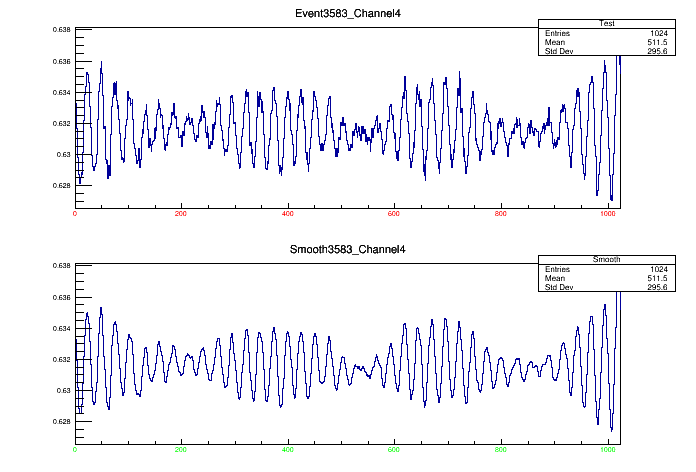 Event3583_Channel4
Test
Entries 1024
Mean 511.5
Std Dev 295.6
0.638
0.636
0.634
0.632
0.63
0.628
0 200 400 600 800 1000
Smooth3583_Channel4
Smooth
Entries 1024
Mean 511.5
Std Dev 295.6
0.638
0.636
0.634
0.632
0.63
0.628
0 200 400 600 800 1000